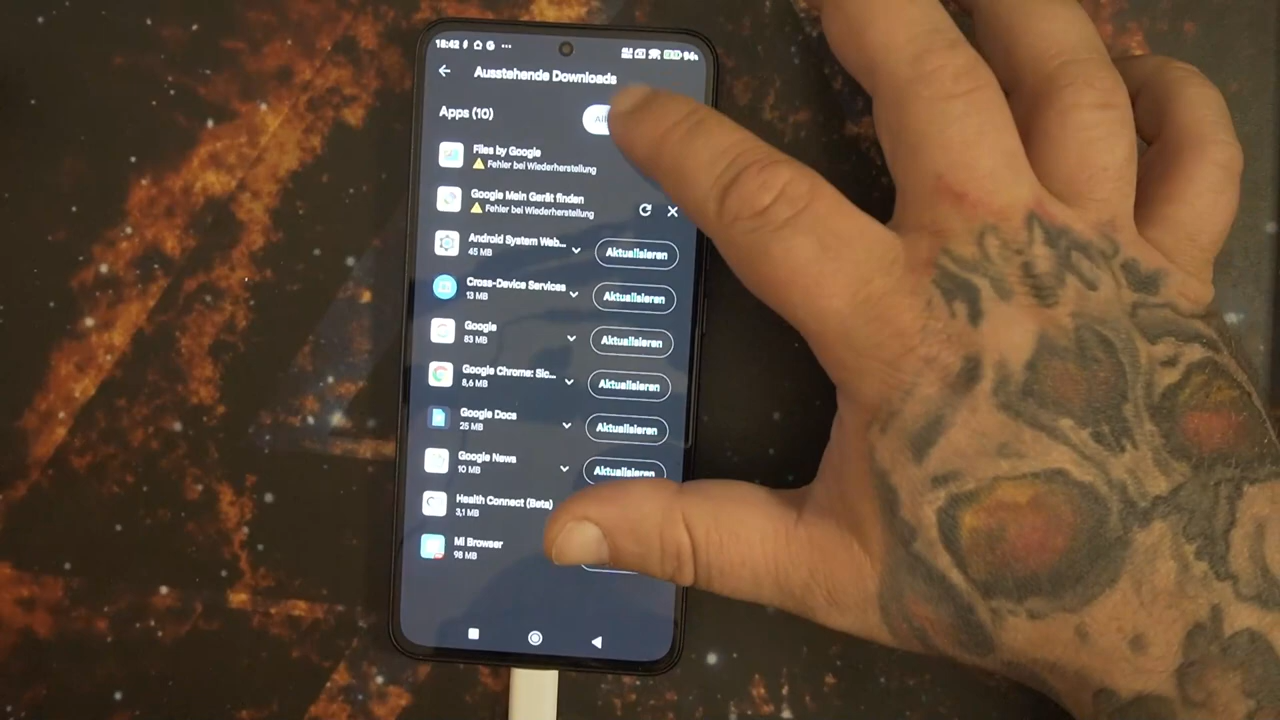 18:42
94%
Ausstehende Downloads
Apps (10)
All
Files by Google
Fehler bei Wiederherstellung
Google Mein Gerät finden
Fehler bei Wiederherstellung
Android System Web...
45 MB
Aktualisieren
Cross-Device Services
13 MB
Aktualisieren
Google
83 MB
Aktualisieren
Google Chrome: Sic...
8,6 MB
Aktualisieren
Google Docs
25 MB
Aktualisieren
Google News
10 MB
Aktualisieren
Health Connect (Beta)
3,1 MB
Mi Browser
98 MB